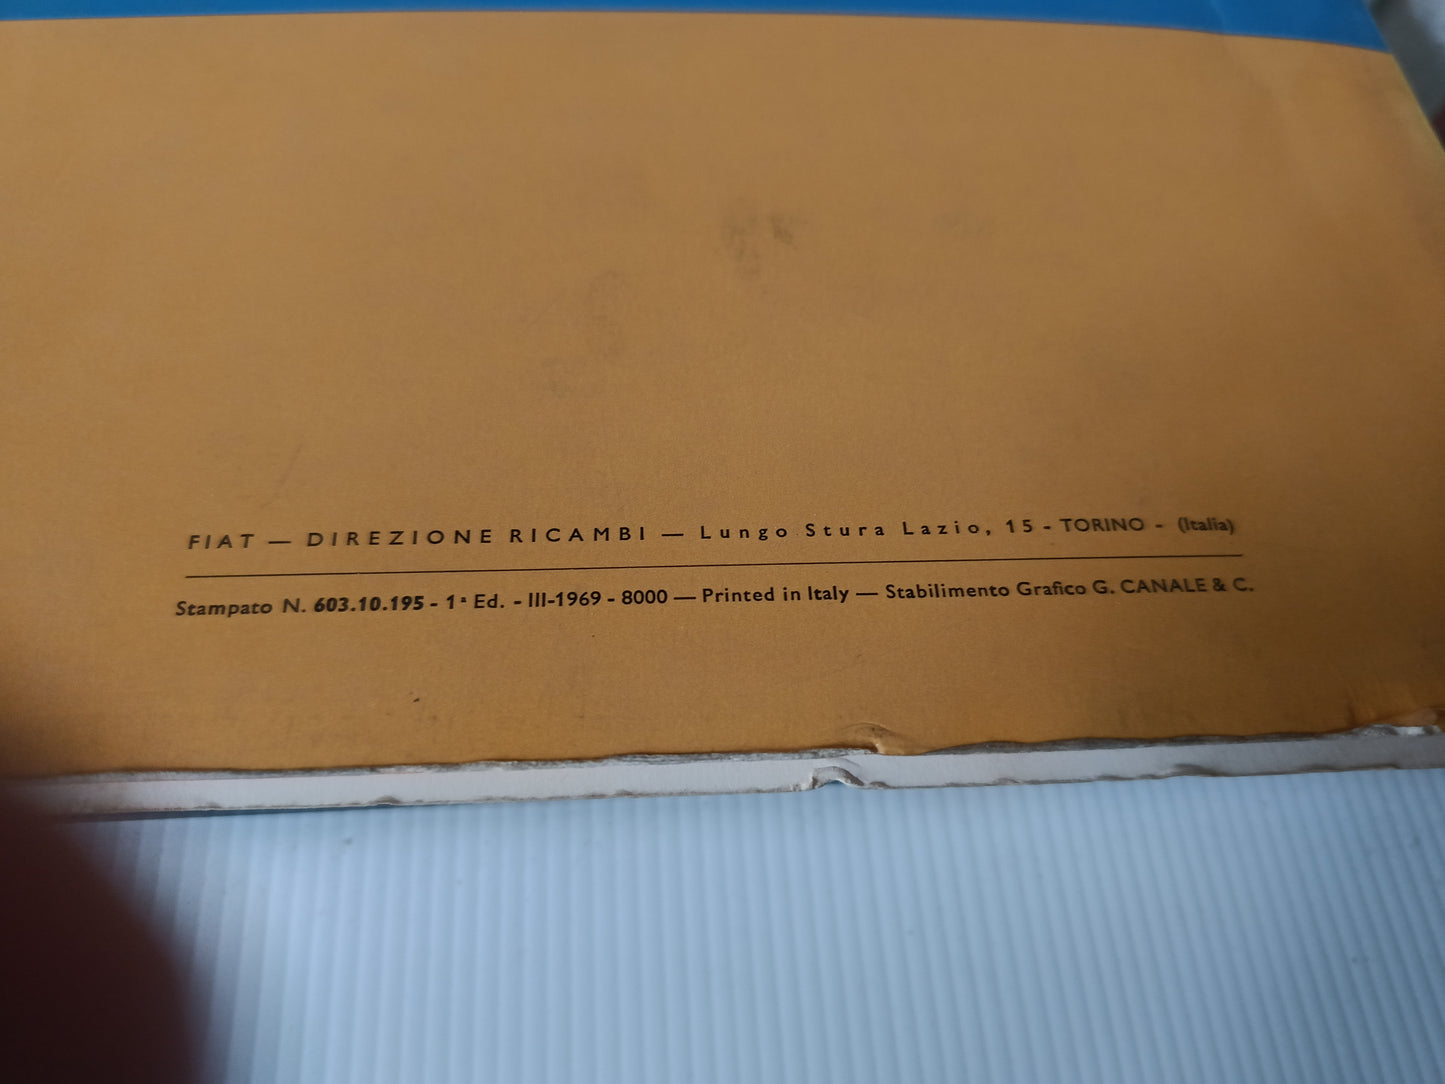 FIAT — DIREZIONE RICAMBI — Lungo Stura Lazio, 15 - TORINO - (Italia)
Stampato N. 603.10.195 - 1ª Ed. - III-1969 - 8000 — Printed in Italy — Stabilimento Grafico G. CANALE & C.